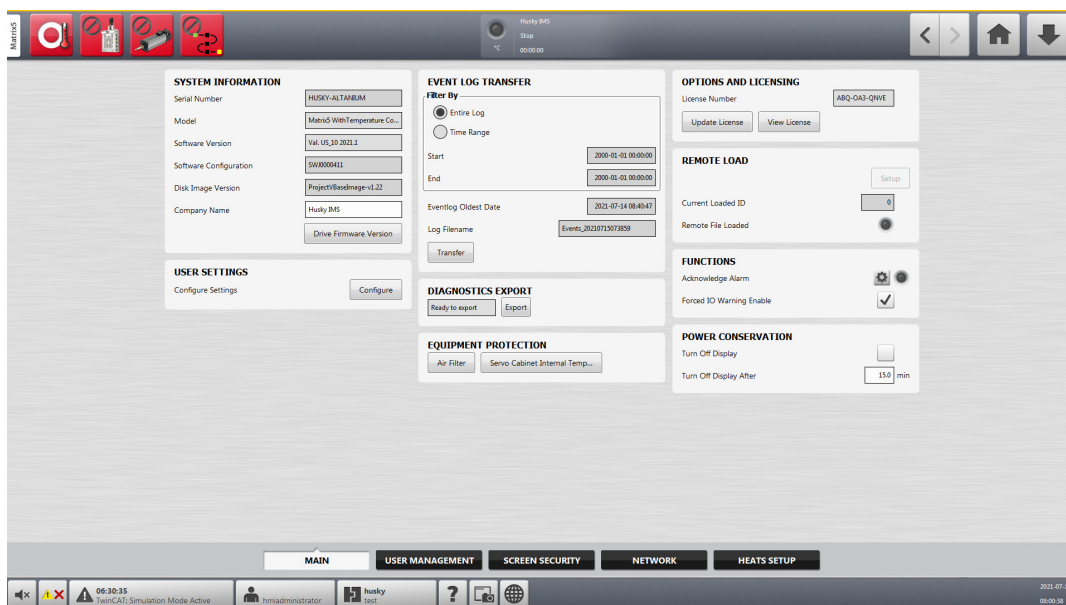 Matrix5
Husky IMS
Stop
°C 00:00:00
SYSTEM INFORMATION
Serial Number HUSKY-ALTANIUM
Model Matrix5 WithTemperature Co...
Software Version Val. US_10 2021.1
Software Configuration SWJ0000411
Disk Image Version ProjectVBaseImage-v1.22
Company Name Husky IMS
Drive Firmware Version
USER SETTINGS
Configure Settings Configure
EVENT LOG TRANSFER
Filter By
Entire Log
Time Range
Start 2000-01-01 00:00:00
End 2000-01-01 00:00:00
Eventlog Oldest Date 2021-07-14 08:40:47
Log Filename Events_20210715073859
Transfer
DIAGNOSTICS EXPORT
Ready to export Export
EQUIPMENT PROTECTION
Air Filter Servo Cabinet Internal Temp...
OPTIONS AND LICENSING
License Number ABQ-OA3-QNVE
Update License View License
REMOTE LOAD
Setup
Current Loaded ID 0
Remote File Loaded
FUNCTIONS
Acknowledge Alarm
Forced IO Warning Enable
POWER CONSERVATION
Turn Off Display
Turn Off Display After 15.0 min
MAIN USER MANAGEMENT SCREEN SECURITY NETWORK HEATS SETUP
06:30:35
TwinCAT: Simulation Mode Active
hmiadministrator
husky
test
?
2021-07-
08:00:38